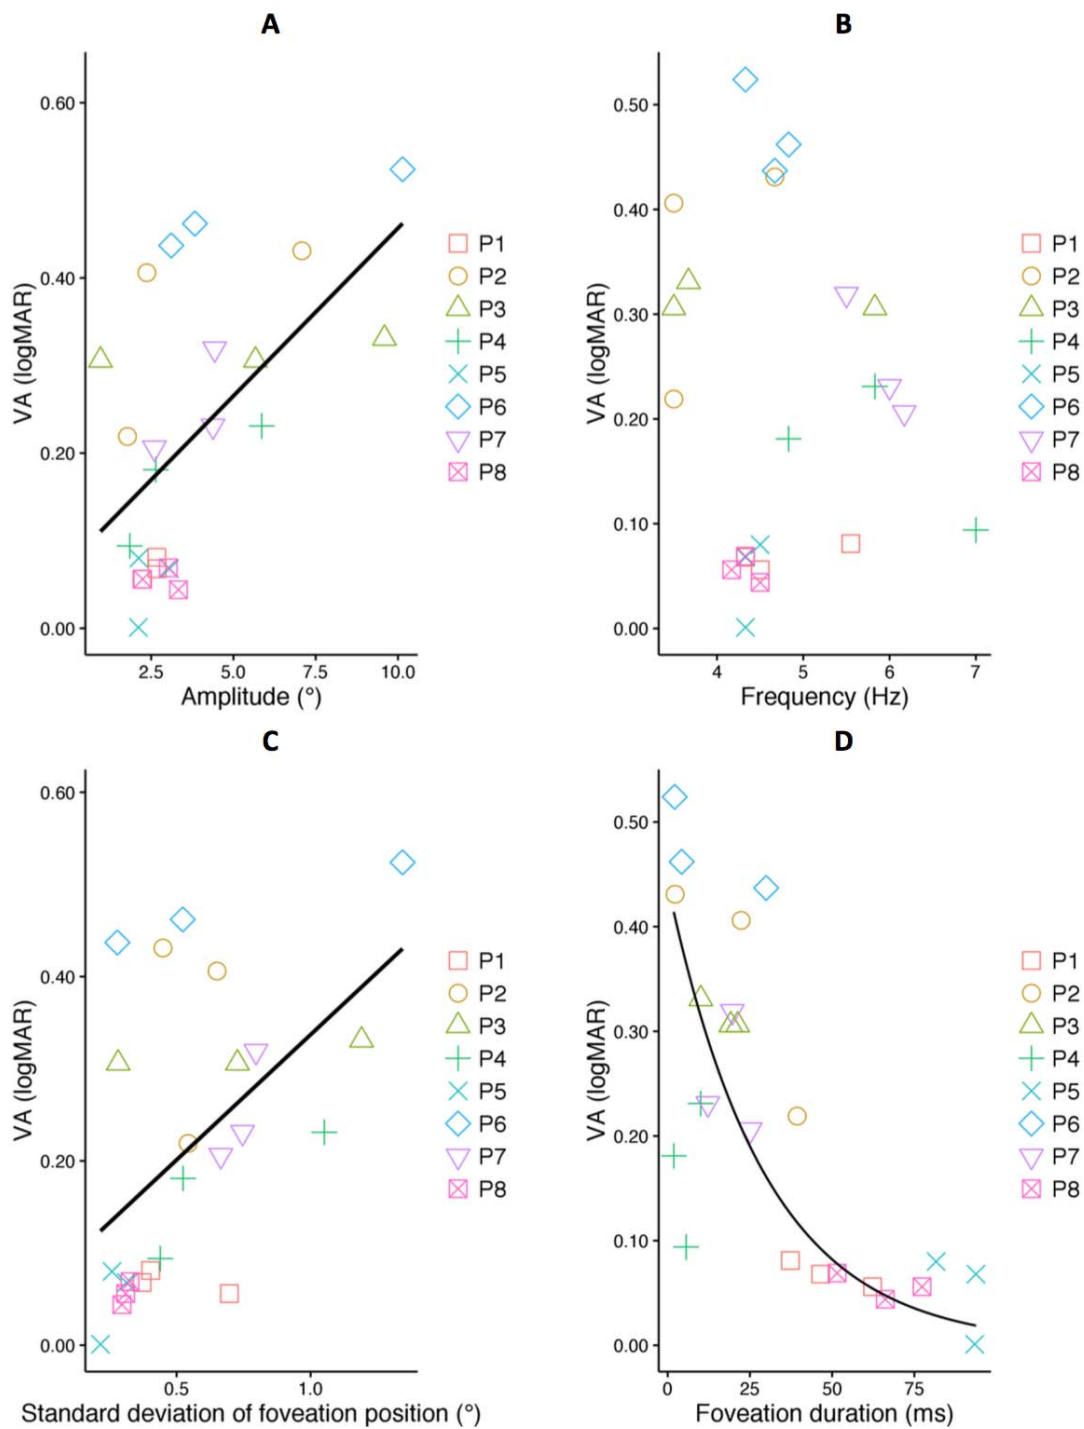 A
VA (logMAR)
0.60
0.40
0.20
0.00
2.5 5.0 7.5 10.0
Amplitude (°)
P1
P2
P3
P4
P5
P6
P7
P8
B
VA (logMAR)
0.50
0.40
0.30
0.20
0.10
0.00
4 5 6 7
Frequency (Hz)
P1
P2
P3
P4
P5
P6
P7
P8
C
VA (logMAR)
0.60
0.40
0.20
0.00
0.5 1.0
Standard deviation of foveation position (°)
P1
P2
P3
P4
P5
P6
P7
P8
D
VA (logMAR)
0.50
0.40
0.30
0.20
0.10
0.00
0 25 50 75
Foveation duration (ms)
P1
P2
P3
P4
P5
P6
P7
P8